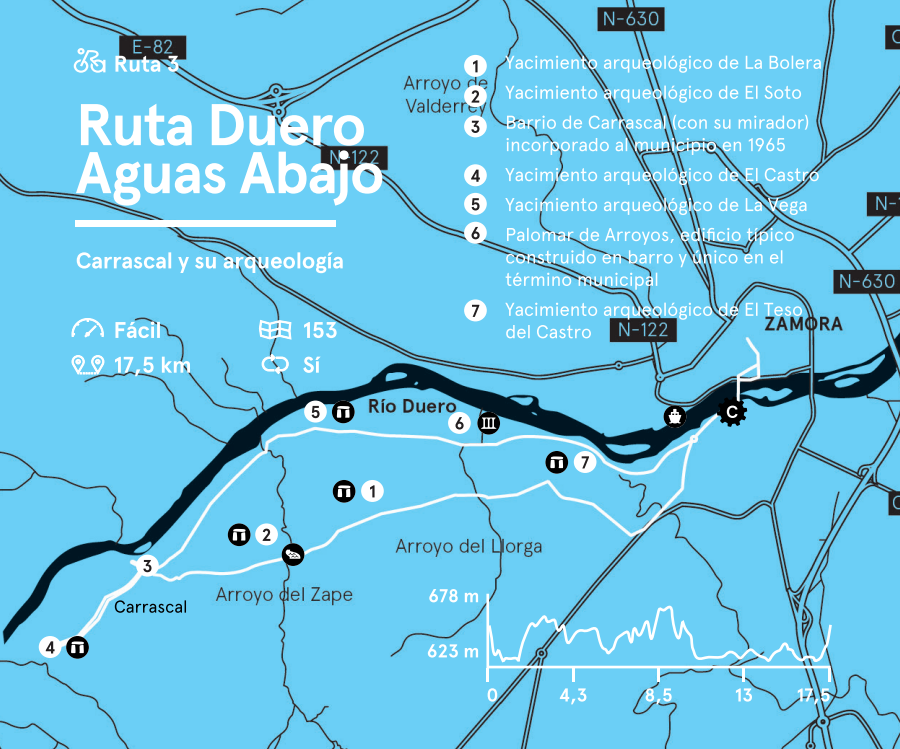 N-630
E-82
Ruta 3
Ruta Duero
Aguas Abajo
N-122
Carrascal y su arqueología
Fácil
153
17,5 km
Sí
Arroyo de
Valderrey
1 Yacimiento arqueológico de La Bolera
2 Yacimiento arqueológico de El Soto
3 Barrio de Carrascal (con su mirador)
incorporado al municipio en 1965
4 Yacimiento arqueológico de El Castro
5 Yacimiento arqueológico de La Vega
6 Palomar de Arroyos, edificio típico
construido en barro y único en el
término municipal
7 Yacimiento arqueológico de El Teso
del Castro
N-1
N-630
N-122
ZAMORA
C
5
Río Duero
6
7
1
2
3
4
Arroyo del Llorga
Arroyo del Zape
Carrascal
678 m
623 m
0 4,3 8,5 13 17,5